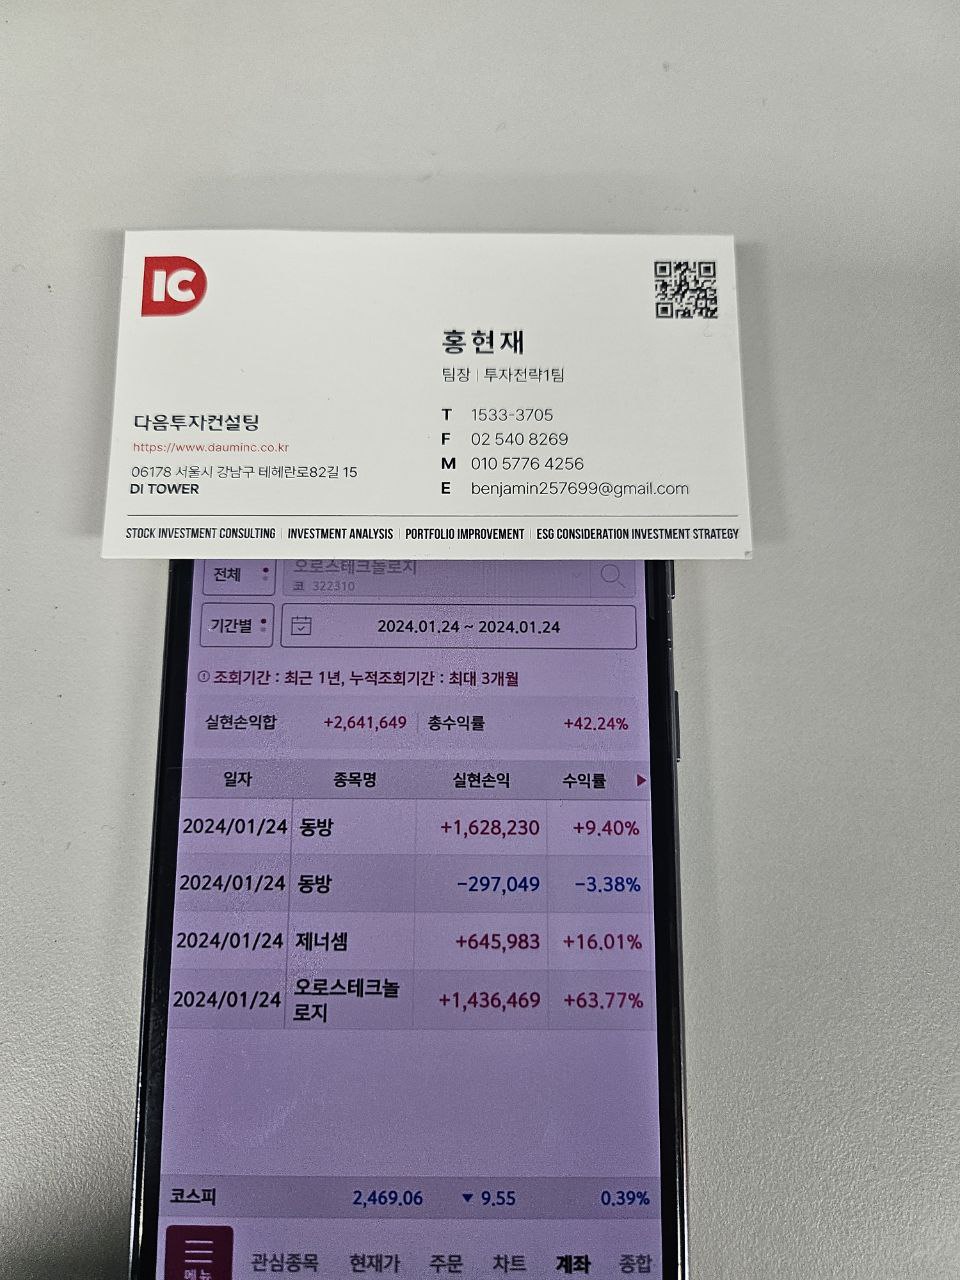 IC
홍현재
팀장 | 투자전략1팀
다음투자컨설팅
https://www.dauminc.co.kr
06178 서울시 강남구 테헤란로82길 15
DI TOWER
T 1533-3705
F 02 540 8269
M 010 5776 4256
E benjamin257699@gmail.com
STOCK INVESTMENT CONSULTING | INVESTMENT ANALYSIS | PORTFOLIO IMPROVEMENT | ESG CONSIDERATION INVESTMENT STRATEGY
전체 오로스테크놀로지
코 322310
기간별 2024.01.24 ~ 2024.01.24
조회기간 : 최근 1년, 누적조회기간 : 최대 3개월
실현손익합 +2,641,649 총수익률 +42.24%
일자 종목명 실현손익 수익률
2024/01/24 동방 +1,628,230 +9.40%
2024/01/24 동방 -297,049 -3.38%
2024/01/24 제너셈 +645,983 +16.01%
2024/01/24 오로스테크놀로지 +1,436,469 +63.77%
코스피 2,469.06 ▼ 9.55 0.39%
메뉴 관심종목 현재가 주문 차트 계좌 종합